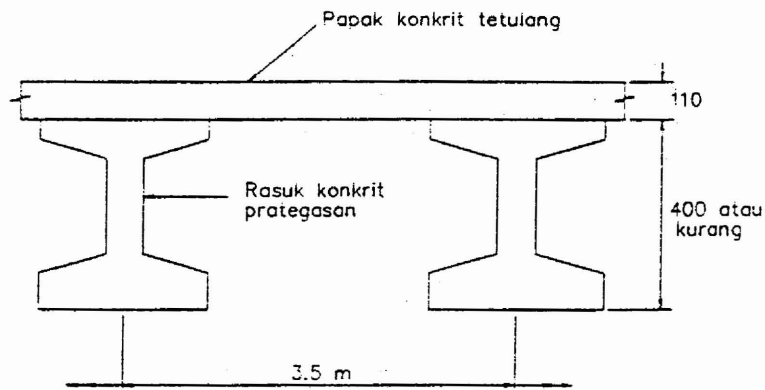 Papak konkrit tetulang
110
Rasuk konkrit
prategasan
400 atau
kurang
3.5 m